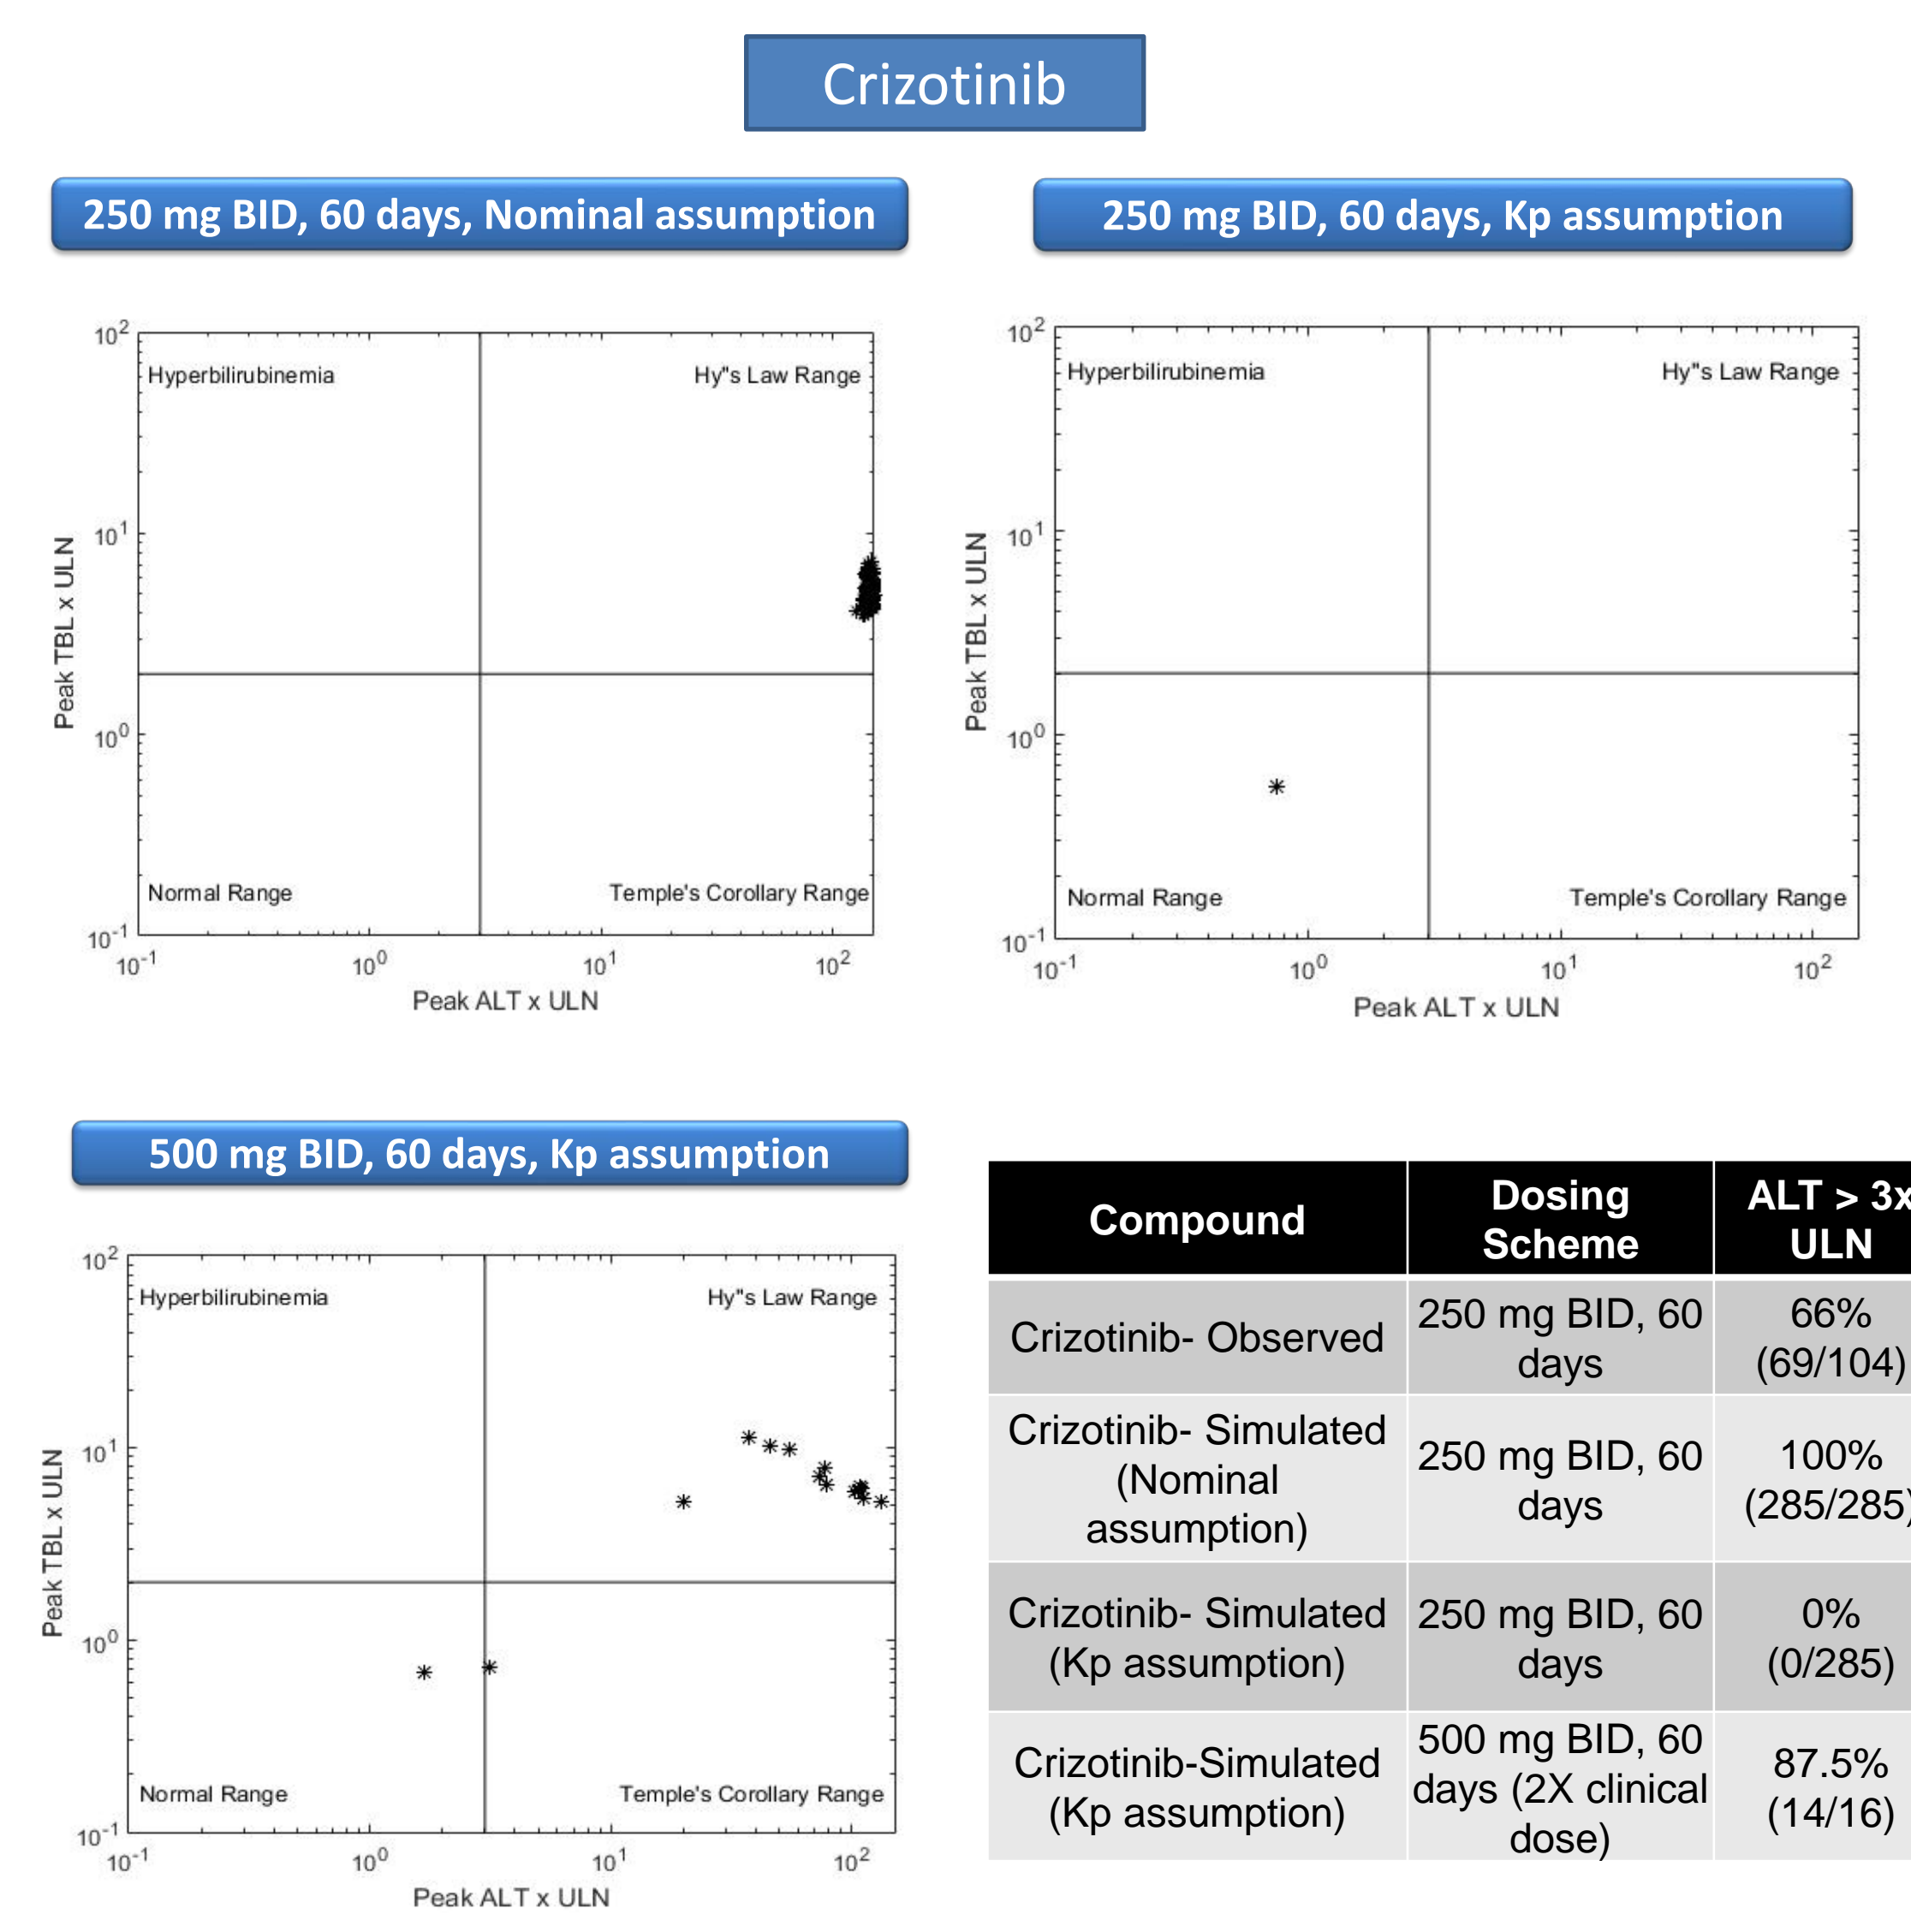 Crizotinib
250 mg BID, 60 days, Nominal assumption
250 mg BID, 60 days, Kp assumption
10^2
10^1
10^0
10^-1
Peak TBL x ULN
Hyperbilirubinemia
Hy"s Law Range
Normal Range
Temple's Corollary Range
10^-1
10^0
10^1
10^2
Peak ALT x ULN
10^2
10^1
10^0
10^-1
Peak TBL x ULN
Hyperbilirubinemia
Hy"s Law Range
Normal Range
Temple's Corollary Range
10^-1
10^0
10^1
10^2
Peak ALT x ULN
500 mg BID, 60 days, Kp assumption
10^2
10^1
10^0
10^-1
Peak TBL x ULN
Hyperbilirubinemia
Hy"s Law Range
Normal Range
Temple's Corollary Range
10^-1
10^0
10^1
10^2
Peak ALT x ULN
Compound
Dosing
Scheme
ALT > 3x
ULN
Crizotinib- Observed
250 mg BID, 60
days
66%
(69/104)
Crizotinib- Simulated
(Nominal
assumption)
250 mg BID, 60
days
100%
(285/285)
Crizotinib- Simulated
(Kp assumption)
250 mg BID, 60
days
0%
(0/285)
Crizotinib-Simulated
(Kp assumption)
500 mg BID, 60
days (2X clinical
dose)
87.5%
(14/16)